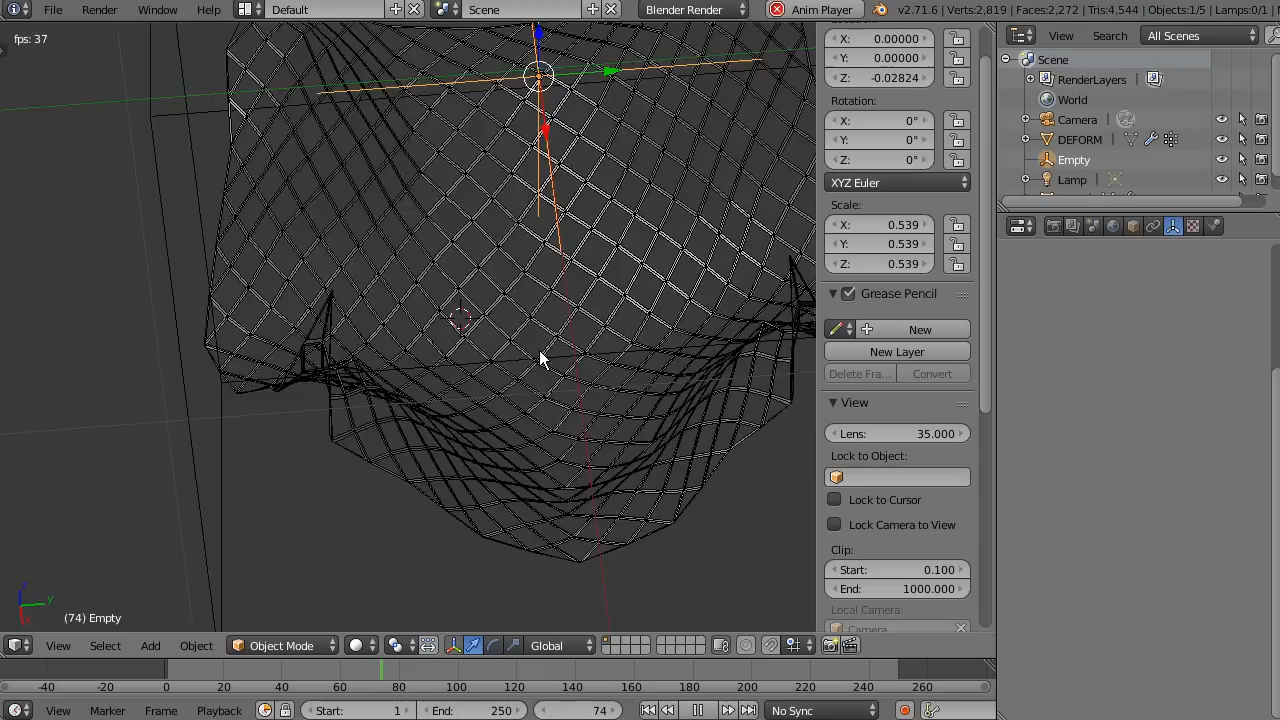 File Render Window Help Default Scene Blender Render Anim Player v2.71.6 | Verts:2,819 | Faces:2,272 | Tris:4,544 | Objects:1/5 | Lamps:0/1
fps: 37
X: 0.00000
Y: 0.00000
Z: -0.02824
Rotation:
X: 0°
Y: 0°
Z: 0°
XYZ Euler
Scale:
X: 0.539
Y: 0.539
Z: 0.539
Grease Pencil
New
New Layer
Delete Fra... Convert
View
Lens: 35.000
Lock to Object:
Lock to Cursor
Lock Camera to View
Clip:
Start: 0.100
End: 1000.000
Local Camera:
Camera
View Search All Scenes
Scene
RenderLayers
World
Camera
DEFORM
Empty
Lamp
z
y
(74) Empty
View Select Add Object Object Mode Global
-40 -20 0 20 40 60 80 100 120 140 160 180 200 220 240 260
View Marker Frame Playback Start: 1 End: 250 74 No Sync